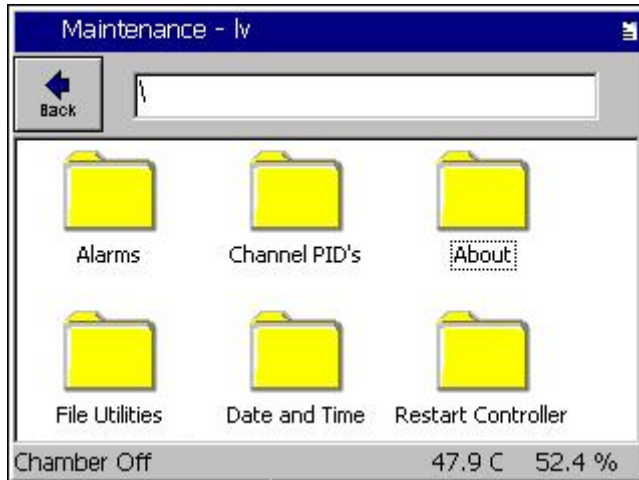 Maintenance - lv
Back
\
Alarms Channel PID's About
File Utilities Date and Time Restart Controller
Chamber Off 47.9 C 52.4 %